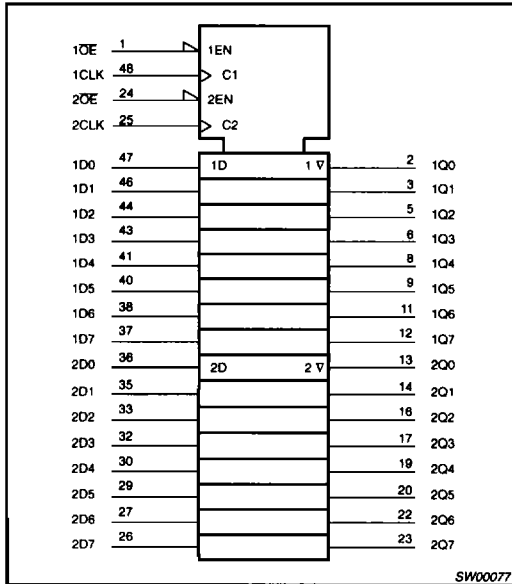 1O̅E̅ 1 1EN
1CLK 48 C1
2O̅E̅ 24 2EN
2CLK 25 C2
1D0 47 1D 1 ∇ 2 1Q0
1D1 46 3 1Q1
1D2 44 5 1Q2
1D3 43 6 1Q3
1D4 41 8 1Q4
1D5 40 9 1Q5
1D6 38 11 1Q6
1D7 37 12 1Q7
2D0 36 2D 2 ∇ 13 2Q0
2D1 35 14 2Q1
2D2 33 16 2Q2
2D3 32 17 2Q3
2D4 30 19 2Q4
2D5 29 20 2Q5
2D6 27 22 2Q6
2D7 26 23 2Q7
SW00077